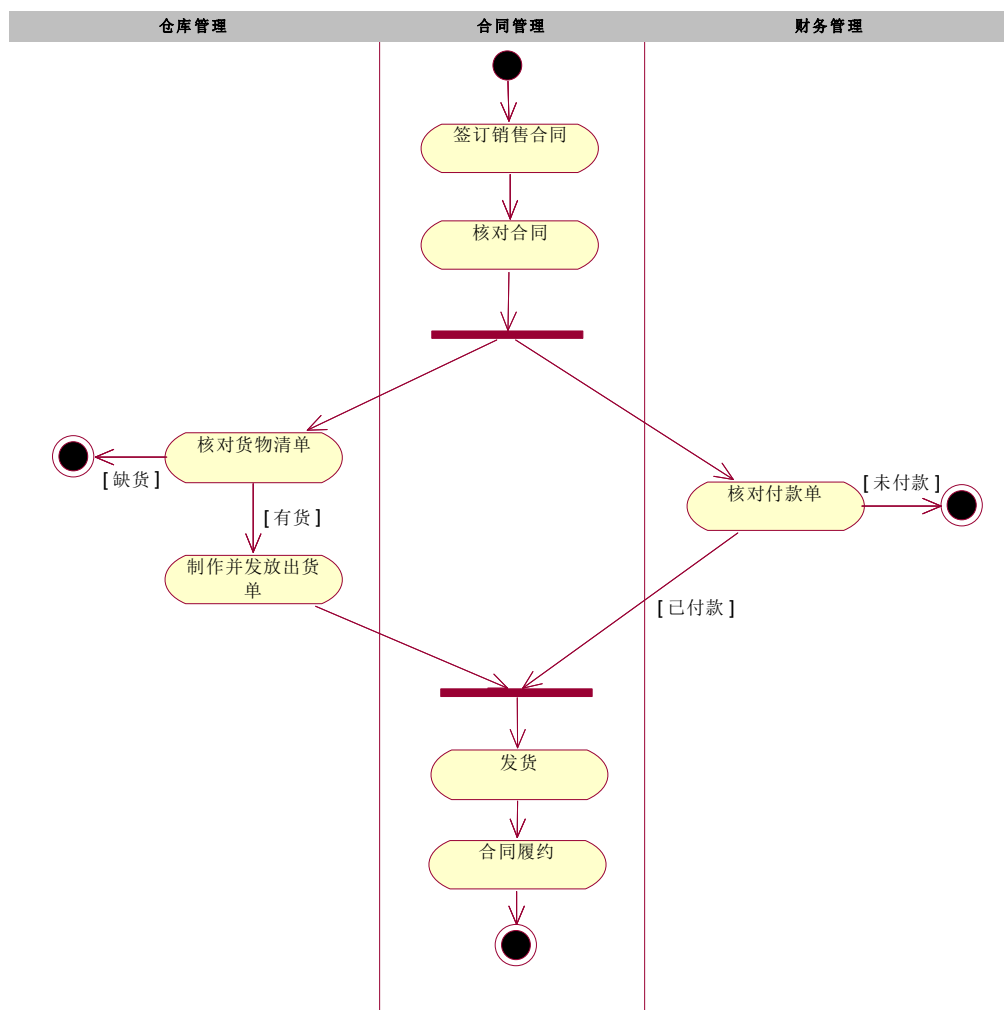 仓库管理
合同管理
财务管理
签订销售合同
核对合同
核对货物清单
[缺货]
[有货]
制作并发放出货
单
核对付款单
[未付款]
[已付款]
发货
合同履约